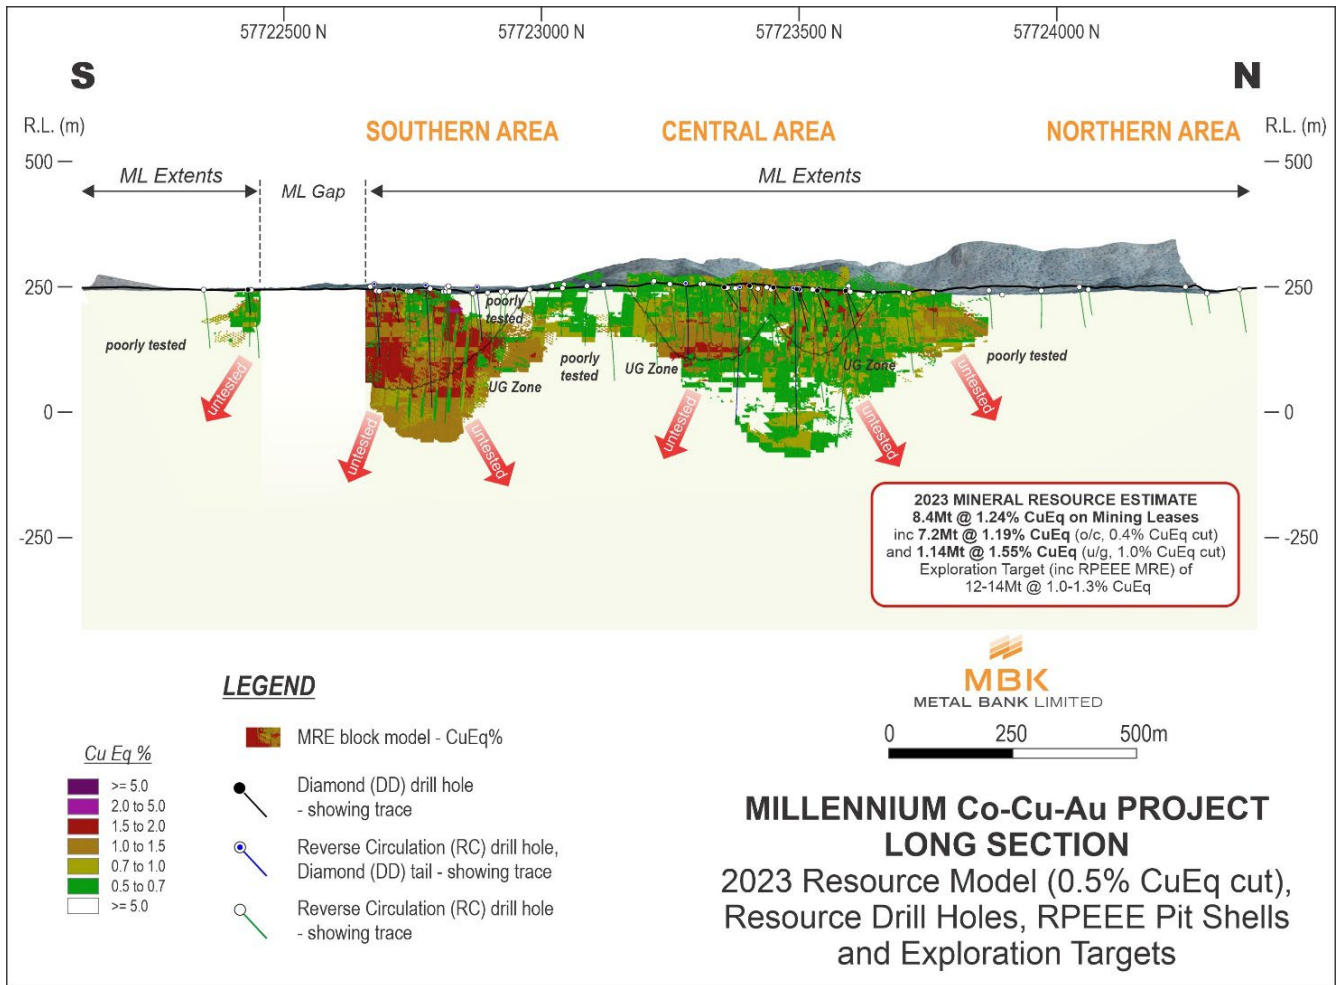 57722500 N
57723000 N
57723500 N
57724000 N
S
N
R.L. (m)
SOUTHERN AREA
CENTRAL AREA
NORTHERN AREA
R.L. (m)
500
500
ML Extents
ML Gap
ML Extents
250
250
poorly
tested
poorly tested
poorly
tested
UG Zone
UG Zone
UG Zone
poorly tested
untested
untested
untested
untested
untested
untested
0
0
-250
-250
2023 MINERAL RESOURCE ESTIMATE
8.4Mt @ 1.24% CuEq on Mining Leases
inc 7.2Mt @ 1.19% CuEq (o/c, 0.4% CuEq cut)
and 1.14Mt @ 1.55% CuEq (u/g, 1.0% CuEq cut)
Exploration Target (inc RPEEE MRE) of
12-14Mt @ 1.0-1.3% CuEq
MBK
METAL BANK LIMITED
0 250 500m
LEGEND
MRE block model - CuEq%
Diamond (DD) drill hole
- showing trace
Reverse Circulation (RC) drill hole,
Diamond (DD) tail - showing trace
Reverse Circulation (RC) drill hole
- showing trace
Cu Eq %
>= 5.0
2.0 to 5.0
1.5 to 2.0
1.0 to 1.5
0.7 to 1.0
0.5 to 0.7
>= 5.0
MILLENNIUM Co-Cu-Au PROJECT
LONG SECTION
2023 Resource Model (0.5% CuEq cut),
Resource Drill Holes, RPEEE Pit Shells
and Exploration Targets